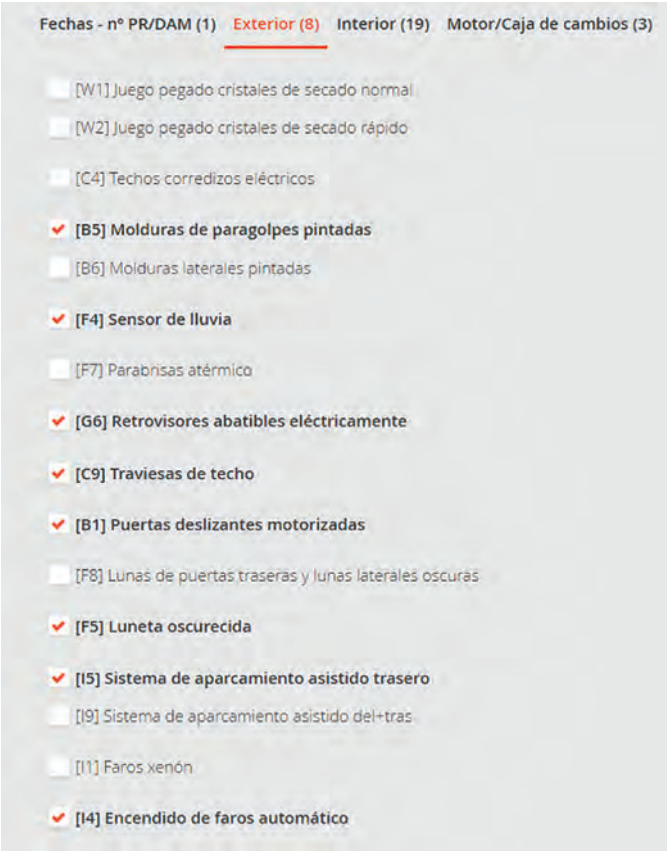 Fechas - nº PR/DAM (1) Exterior (8) Interior (19) Motor/Caja de cambios (3)
[W1] Juego pegado cristales de secado normal
[W2] Juego pegado cristales de secado rápido
[C4] Techos corredizos eléctricos
[B5] Molduras de paragolpes pintadas
[B6] Molduras laterales pintadas
[F4] Sensor de lluvia
[F7] Parabrisas atérmico
[G6] Retrovisores abatibles eléctricamente
[C9] Traviesas de techo
[B1] Puertas deslizantes motorizadas
[F8] Lunas de puertas traseras y lunas laterales oscuras
[F5] Luneta oscurecida
[I5] Sistema de aparcamiento asistido trasero
[I9] Sistema de aparcamiento asistido del+tras
[I1] Faros xenón
[I4] Encendido de faros automático